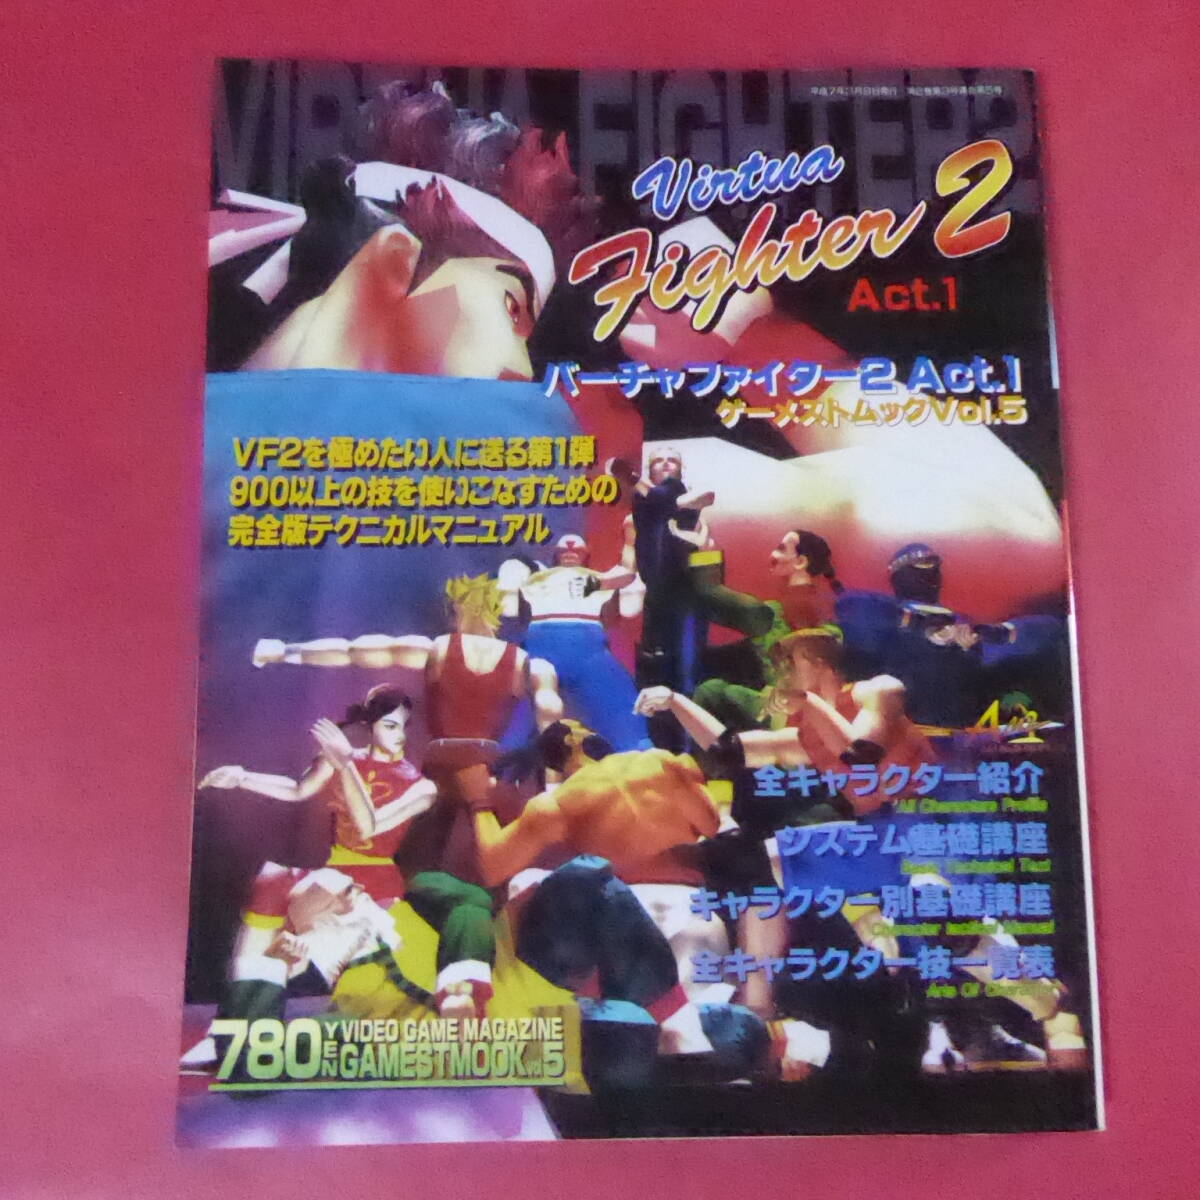 VIRTUA FIGHTER2
Virtua
Fighter 2
Act.1
バーチャファイター2 Act.1
ゲーメストムックVol.5
VF2を極めたい人に送る第1弾
900以上の技を使いこなすための
完全版テクニカルマニュアル
全キャラクター紹介
All Characters Profile
システム基礎講座
キャラクター別基礎講座
全キャラクター技一覧表
780YEN
VIDEO GAME MAGAZINE
GAMESTMOOK vol5